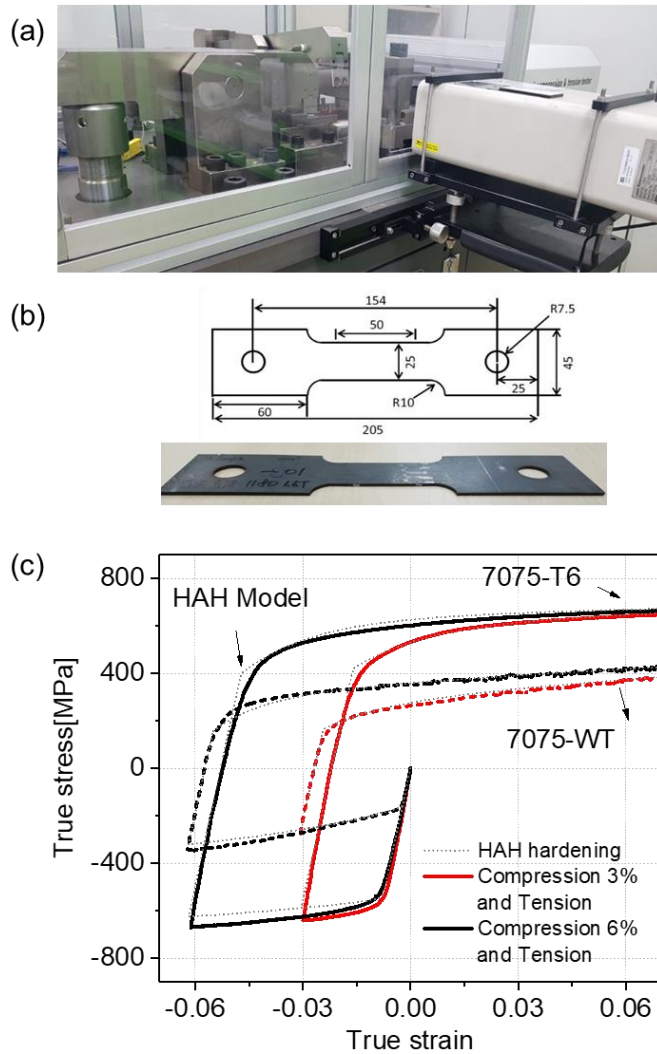 (a)
& Tension tester
(b)
154
50
R7.5
25
45
25
R10
60
205
(c)
800
400
0
-400
-800
True stress[MPa]
HAH Model
7075-T6
7075-WT
HAH hardening
Compression 3%
and Tension
Compression 6%
and Tension
-0.06
-0.03
0.00
0.03
0.06
True strain